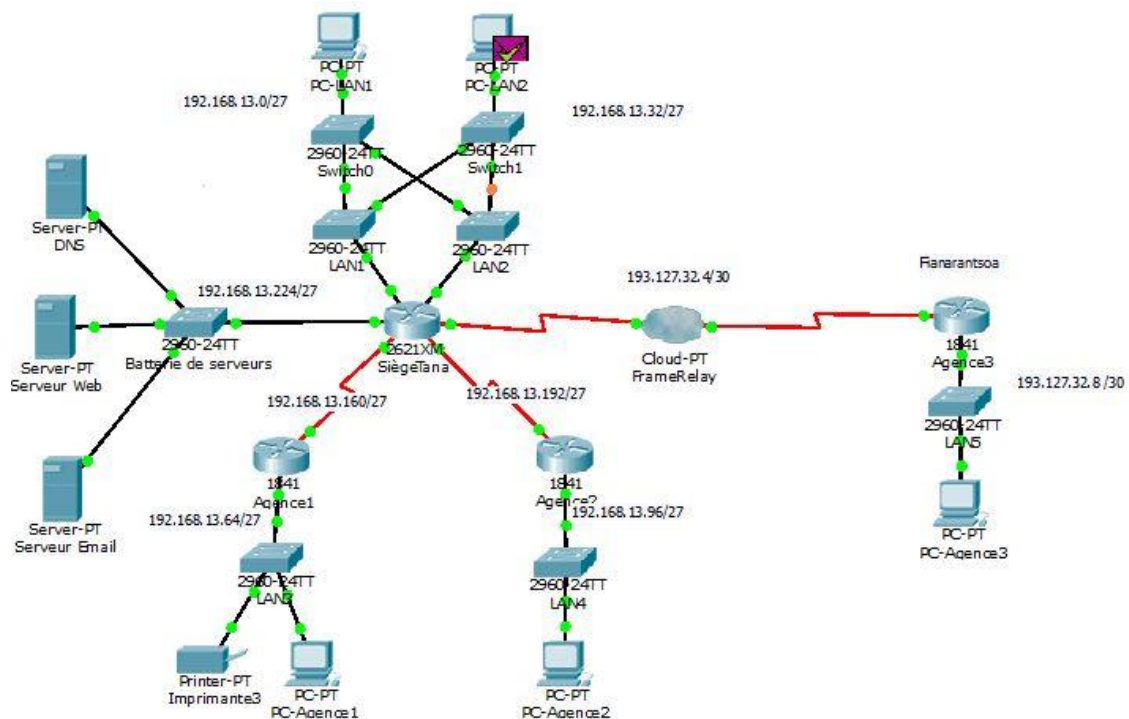 PC-PT
PC-LAN1
PC-PT
PC-LAN2
192.168.13.0/27
192.168.13.32/27
2960-24TT
Switch0
2960-24TT
Switch1
Server-PT
DNS
2960-24TT
LAN1
2960-24TT
LAN2
193.127.32.4/30
Fianarantsoa
192.168.13.224/27
Server-PT
Serveur Web
2960-24TT
Batterie de serveurs
2621XM
SiègeTana
Cloud-PT
FrameRelay
1841
Agence3
193.127.32.8 /30
192.168.13.160/27
192.168.13.192/27
2960-24TT
LAN5
1841
Agence1
1841
Agence2
Server-PT
Serveur Email
192.168.13.64/27
192.168.13.96/27
PC-PT
PC-Agence3
2960-24TT
LAN3
2960-24TT
LAN4
Printer-PT
Imprimante3
PC-PT
PC-Agence1
PC-PT
PC-Agence2